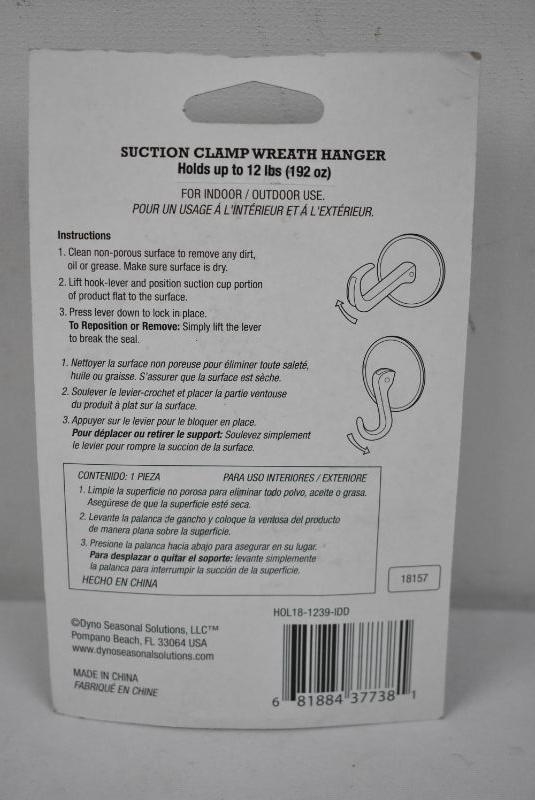 SUCTION CLAMP WREATH HANGER
Holds up to 12 lbs (192 oz)
FOR INDOOR / OUTDOOR USE.
POUR UN USAGE Á L'INTÉRIEUR ET Á L'EXTÉRIEUR.
Instructions
1. Clean non-porous surface to remove any dirt,
oil or grease. Make sure surface is dry.
2. Lift hook-lever and position suction cup portion
of product flat to the surface.
3. Press lever down to lock in place.
To Reposition or Remove: Simply lift the lever
to break the seal.
1. Nettoyer la surface non poreuse pour éliminer toute saleté,
huile ou graisse. S'assurer que la surface est sèche.
2. Soulever le levier-crochet et placer la partie ventouse
du produit à plat sur la surface.
3. Appuyer sur le levier pour le bloquer en place.
Pour déplacer ou retirer le support: Soulevez simplement
le levier pour rompre la succion de la surface.
CONTENIDO: 1 PIEZA PARA USO INTERIORES / EXTERIORE
1. Limpie la superficie no porosa para eliminar todo polvo, aceite o grasa.
Asegúrese de que la superficie esté seca.
2. Levante la palanca de gancho y coloque la ventosa del producto
de manera plana sobre la superficie.
3. Presione la palanca hacia abajo para asegurar en su lugar.
Para desplazar o quitar el soporte: levante simplemente
la palanca para interrumpir la succión de la superficie.
HECHO EN CHINA
18157
HOL18-1239-IDD
©Dyno Seasonal Solutions, LLC™
Pompano Beach, FL 33064 USA
www.dynoseasonalsolutions.com
MADE IN CHINA
FABRIQUÉ EN CHINE
6 81884 37738 1